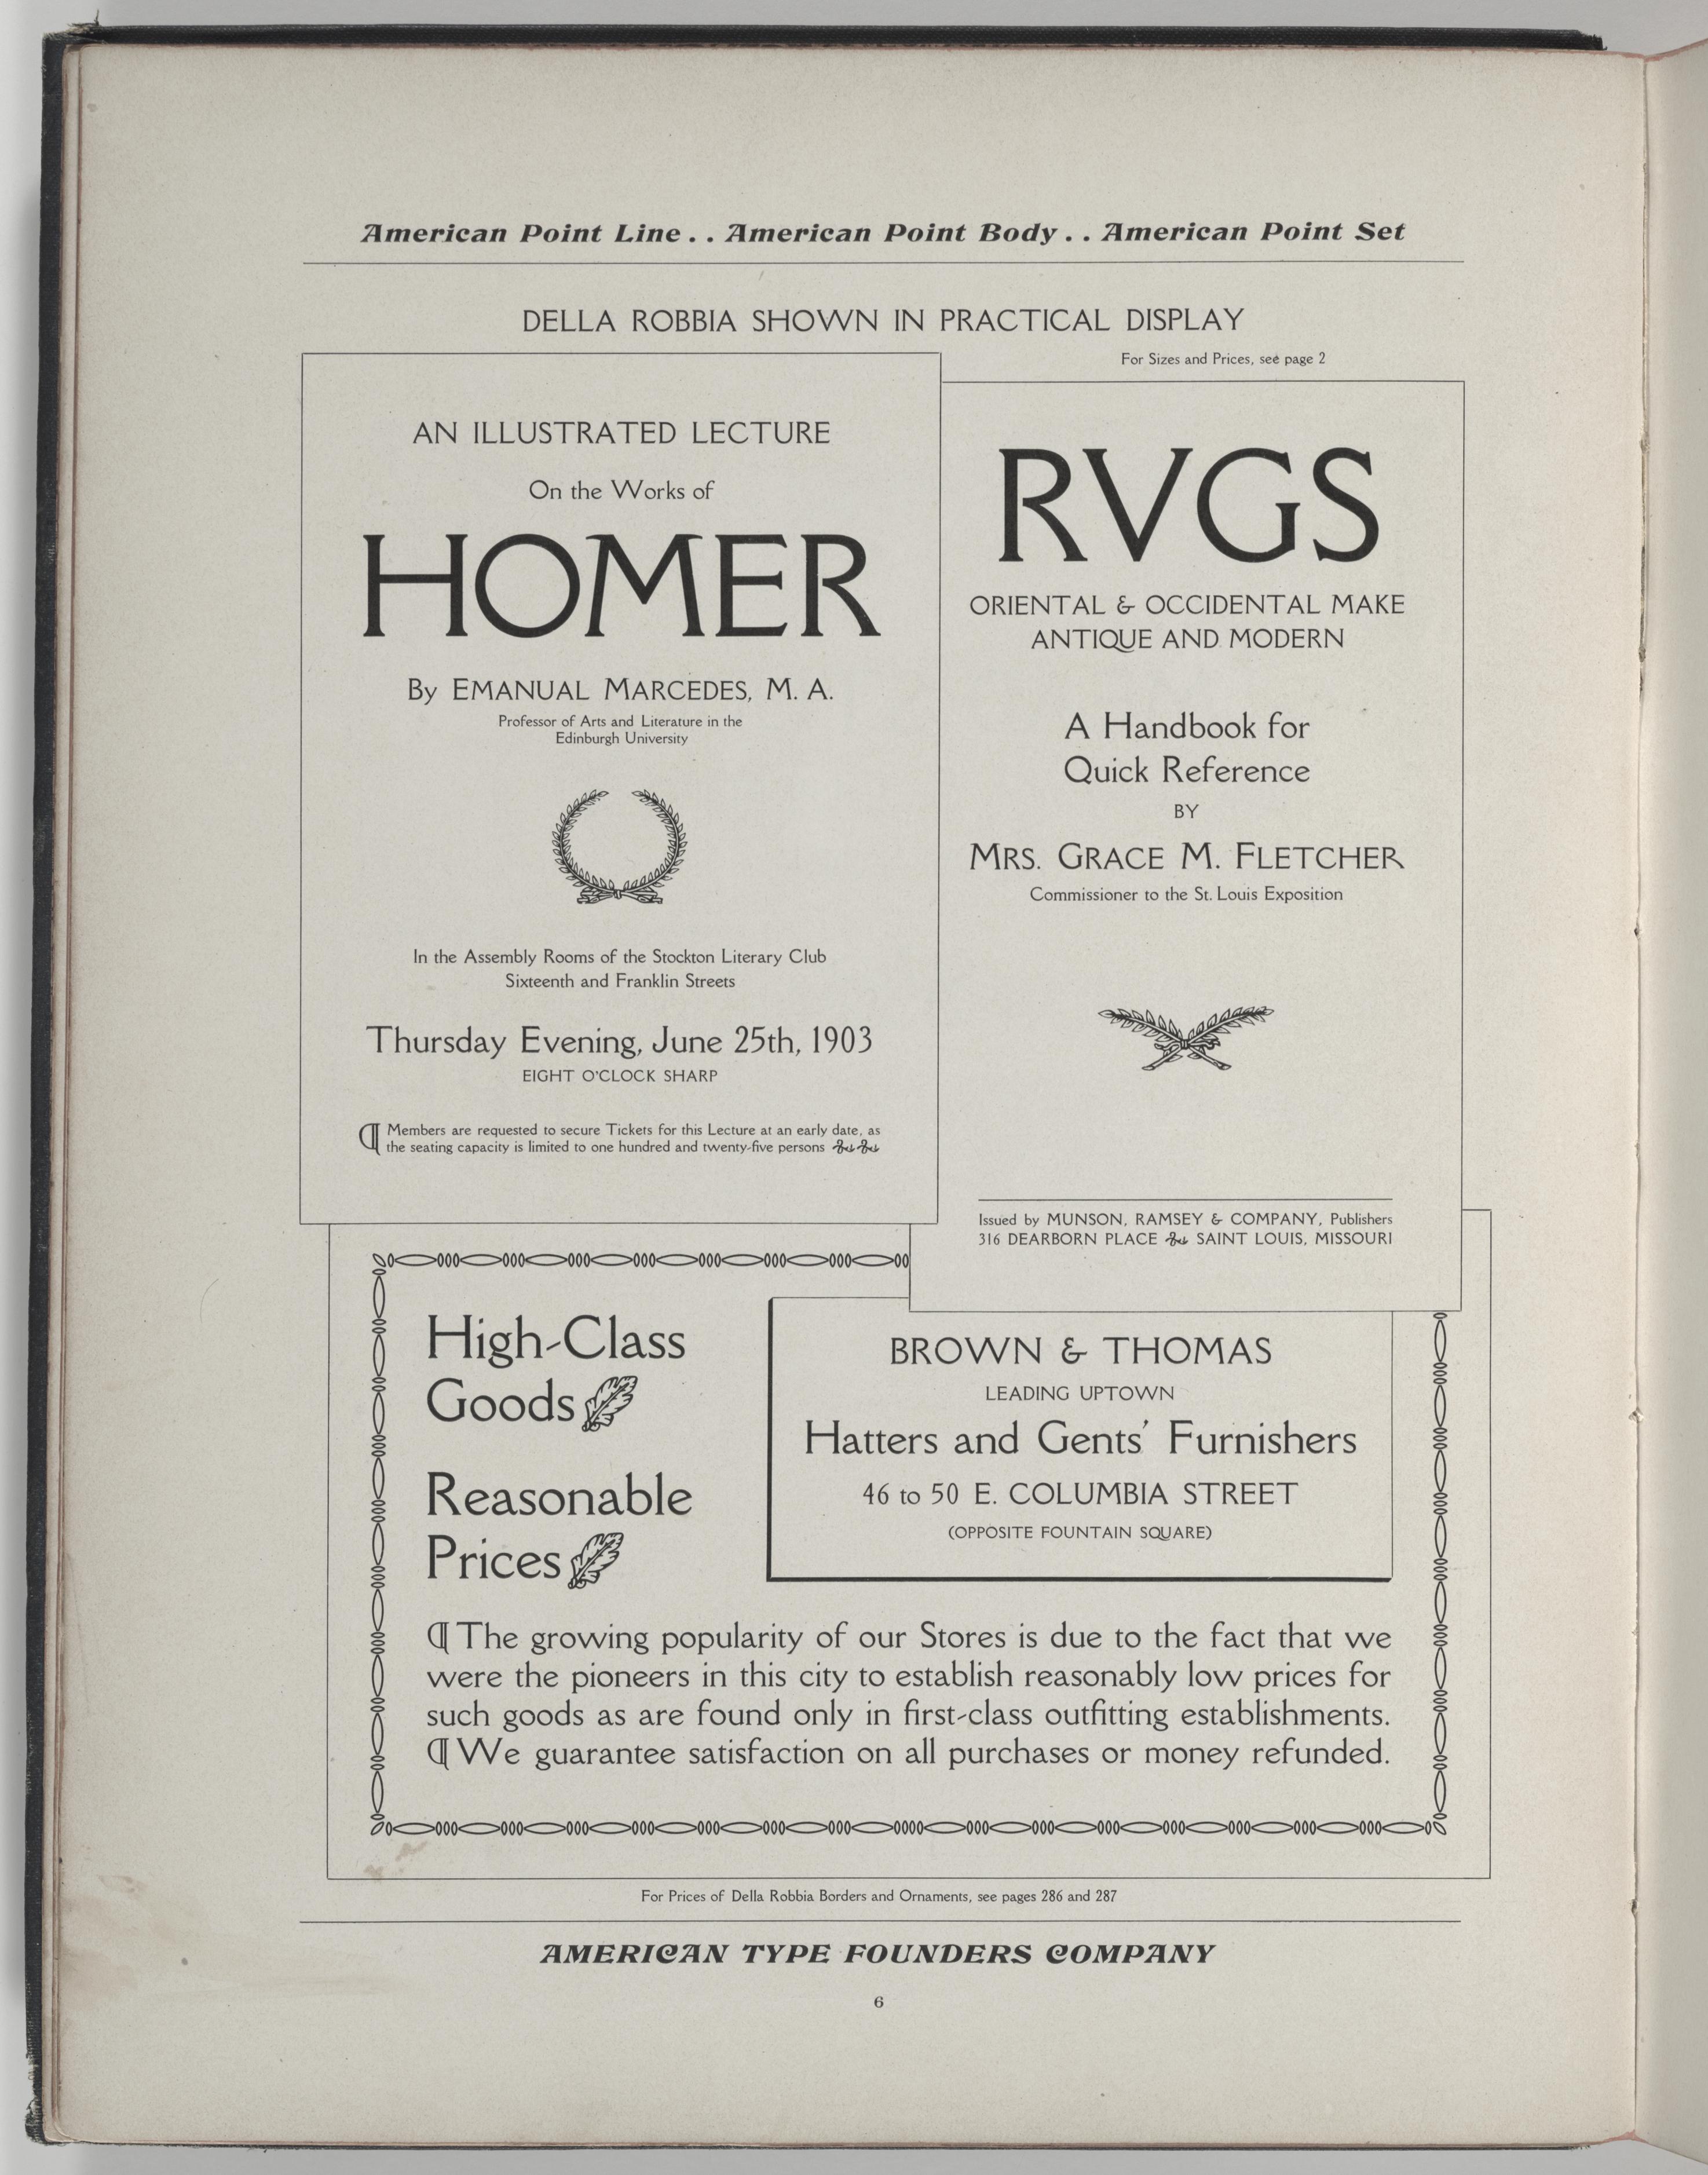 American Point Line . . American Point Body . . American Point Set
DELLA ROBBIA SHOWN IN PRACTICAL DISPLAY
For Sizes and Prices, see page 2
AN ILLUSTRATED LECTURE
On the Works of
HOMER
By EMANUAL MARCEDES, M. A.
Professor of Arts and Literature in the
Edinburgh University
In the Assembly Rooms of the Stockton Literary Club
Sixteenth and Franklin Streets
Thursday Evening, June 25th, 1903
EIGHT O'CLOCK SHARP
¶ Members are requested to secure Tickets for this Lecture at an early date, as
the seating capacity is limited to one hundred and twenty-five persons
RVGS
ORIENTAL & OCCIDENTAL MAKE
ANTIQUE AND MODERN
A Handbook for
Quick Reference
BY
MRS. GRACE M. FLETCHER
Commissioner to the St. Louis Exposition
Issued by MUNSON, RAMSEY & COMPANY, Publishers
316 DEARBORN PLACE SAINT LOUIS, MISSOURI
High-Class
Goods
Reasonable
Prices
BROWN & THOMAS
LEADING UPTOWN
Hatters and Gents' Furnishers
46 to 50 E. COLUMBIA STREET
(OPPOSITE FOUNTAIN SQUARE)
¶ The growing popularity of our Stores is due to the fact that we
were the pioneers in this city to establish reasonably low prices for
such goods as are found only in first-class outfitting establishments.
¶ We guarantee satisfaction on all purchases or money refunded.
For Prices of Della Robbia Borders and Ornaments, see pages 286 and 287
AMERICAN TYPE FOUNDERS COMPANY
6